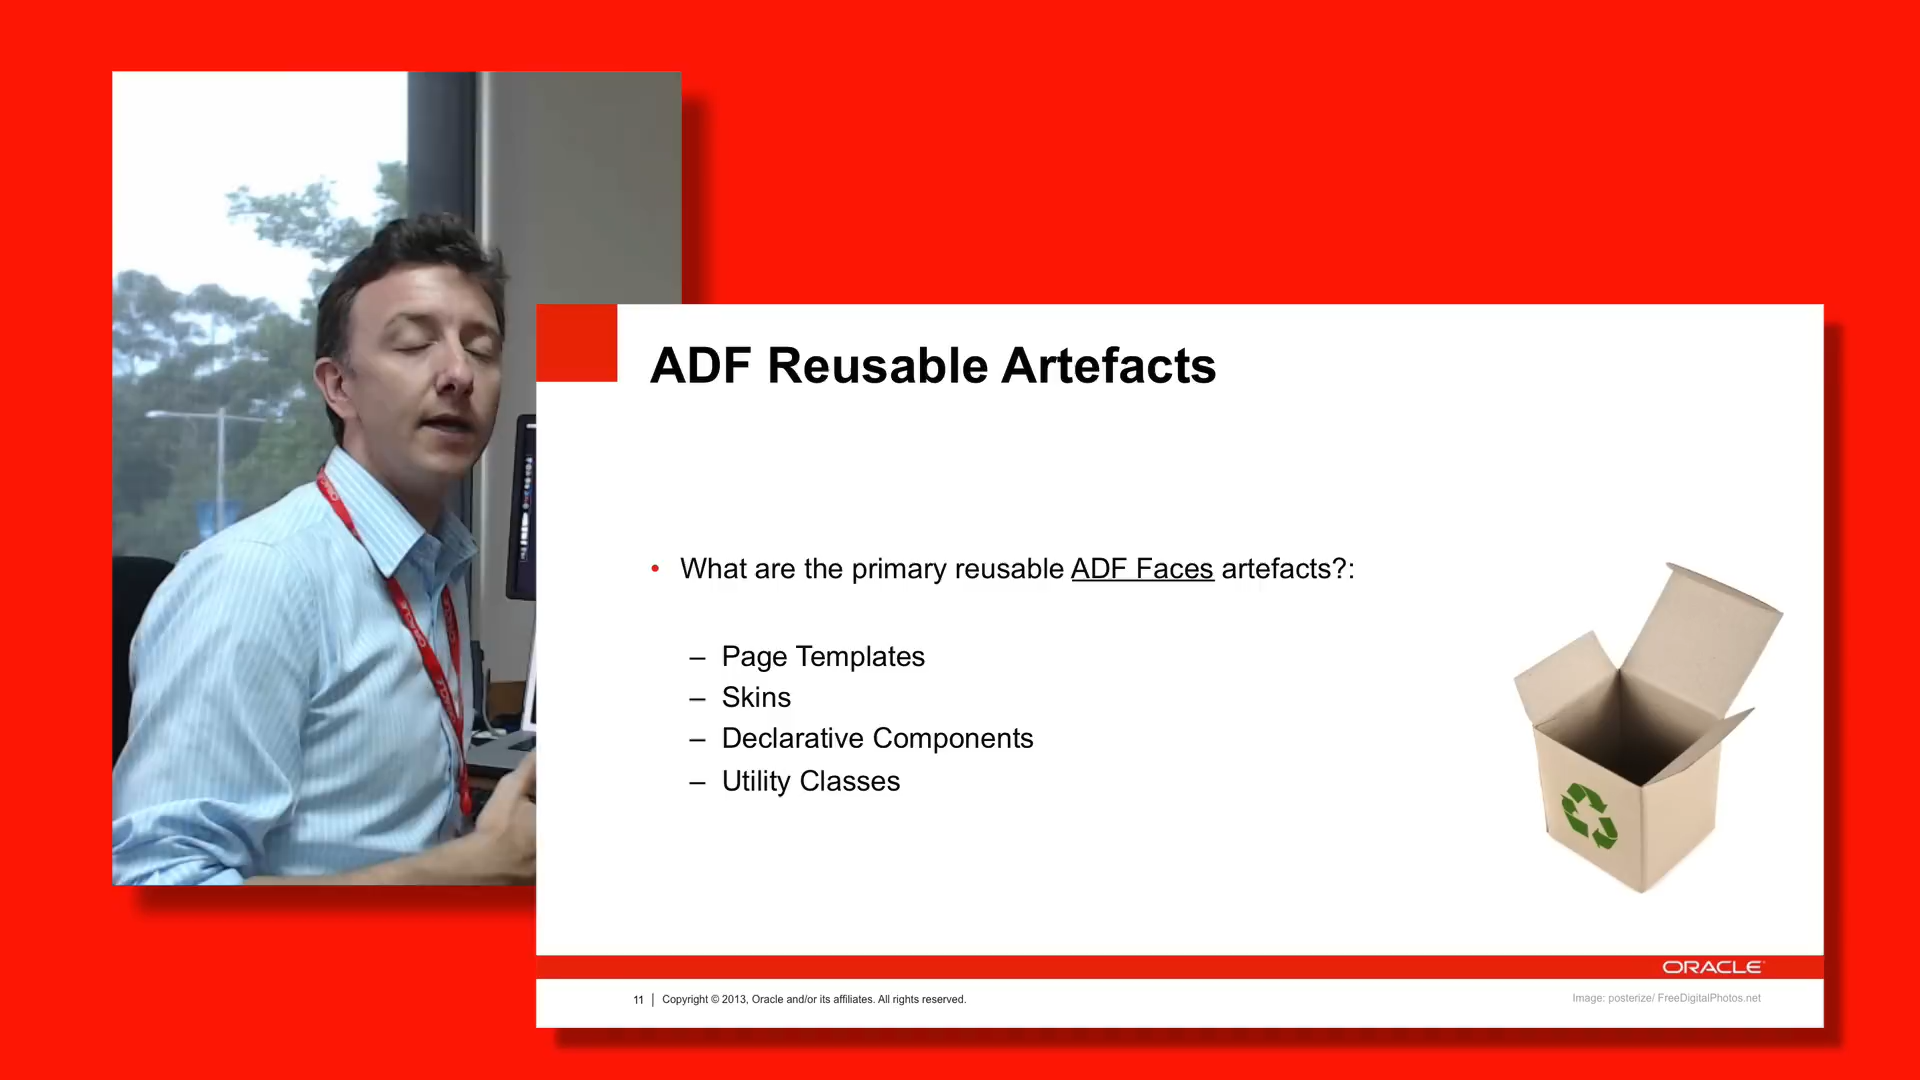 ADF Reusable Artefacts
• What are the primary reusable ADF Faces artefacts?:
– Page Templates
– Skins
– Declarative Components
– Utility Classes
ORACLE
11 | Copyright © 2013, Oracle and/or its affiliates. All rights reserved.
Image: posterize/ FreeDigitalPhotos.net